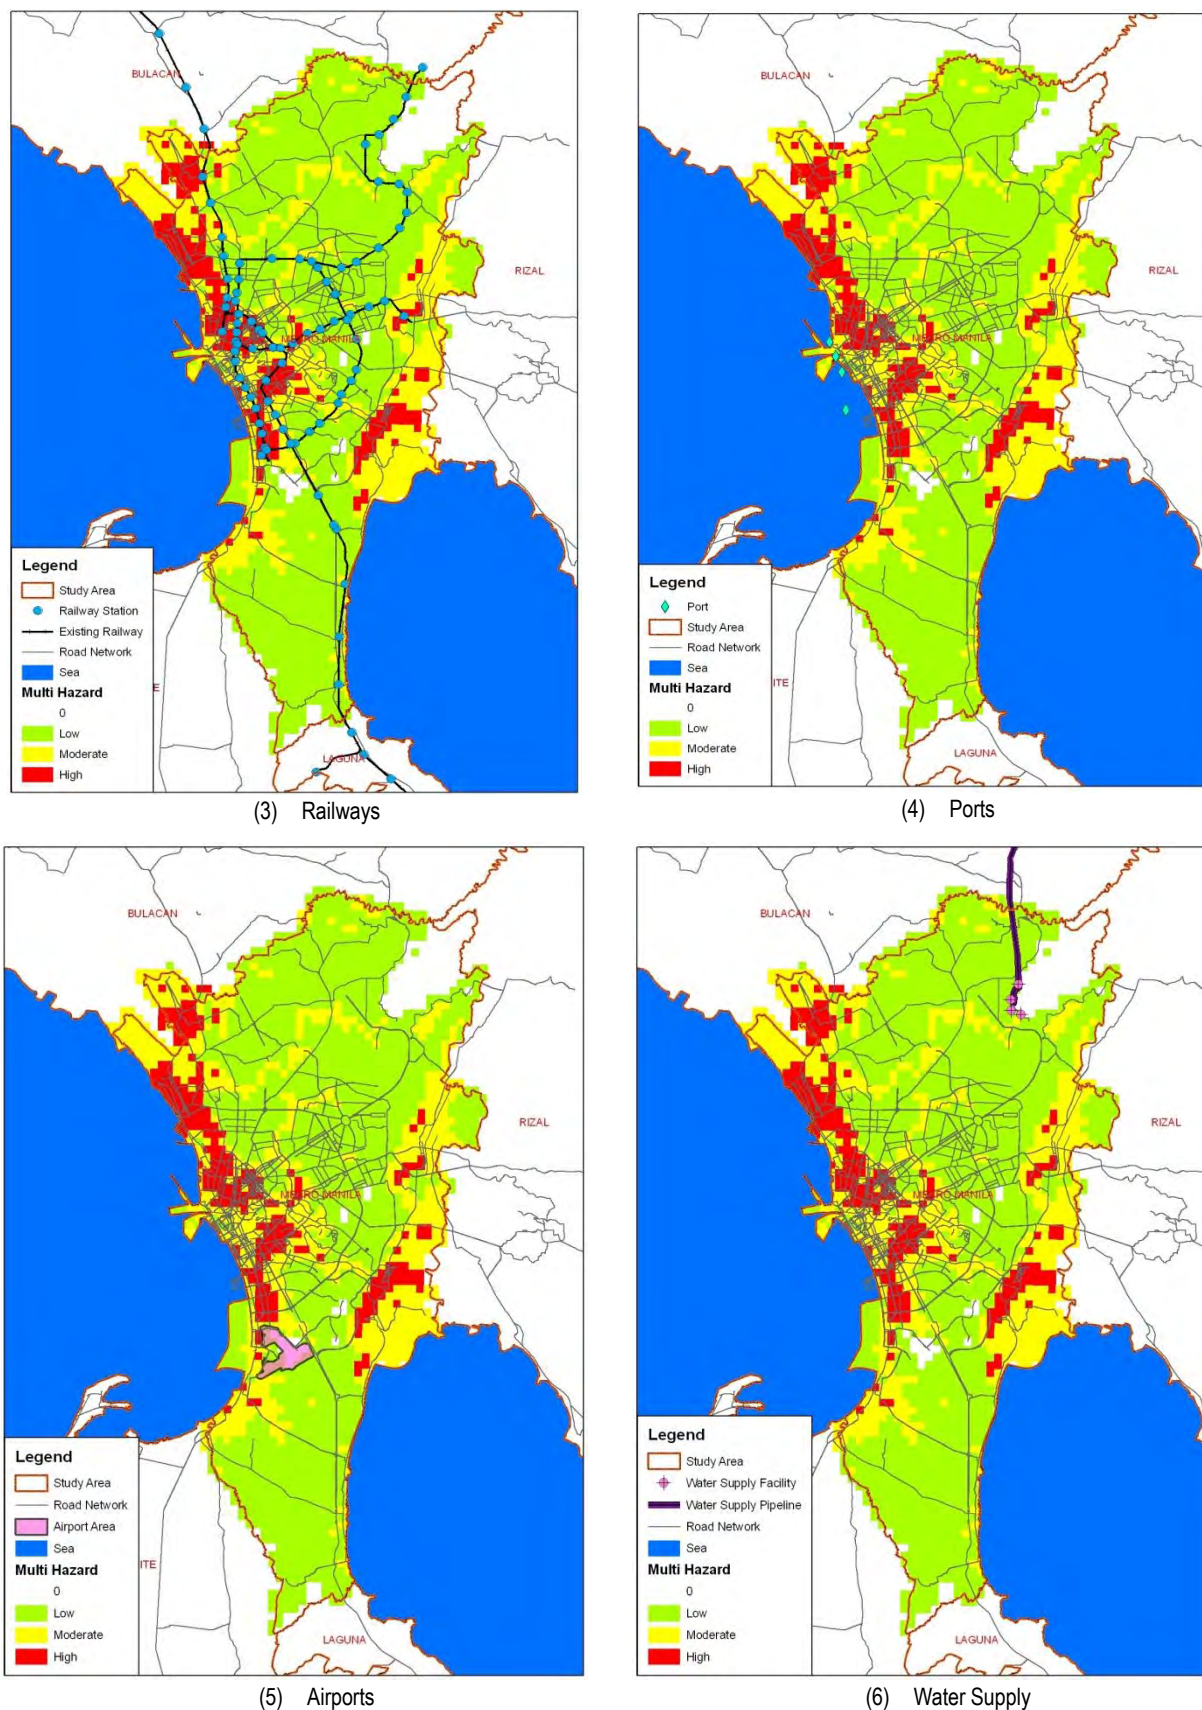 BULACAN
RIZAL
METRO MANILA
LAGUNA
Legend
Study Area
Railway Station
Existing Railway
Road Network
Sea
Multi Hazard
0
Low
Moderate
High
TE
(3) Railways
BULACAN
RIZAL
METRO MANILA
LAGUNA
Legend
Port
Study Area
Road Network
Sea
Multi Hazard
0
Low
Moderate
High
ITE
(4) Ports
BULACAN
RIZAL
METRO MANILA
LAGUNA
Legend
Study Area
Road Network
Airport Area
Sea
Multi Hazard
0
Low
Moderate
High
ITE
(5) Airports
BULACAN
RIZAL
METRO MANILA
LAGUNA
Legend
Study Area
Water Supply Facility
Water Supply Pipeline
Road Network
Sea
Multi Hazard
0
Low
Moderate
High
(6) Water Supply